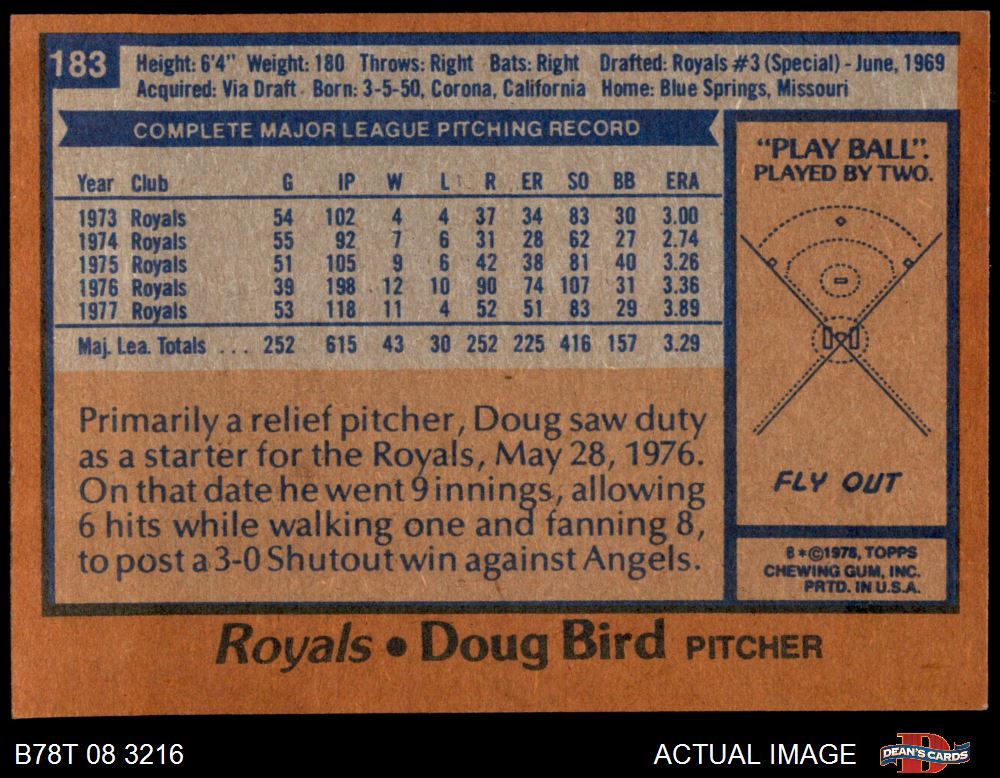 183
Height: 6'4" Weight: 180 Throws: Right Bats: Right Drafted: Royals #3 (Special) - June, 1969
Acquired: Via Draft Born: 3-5-50, Corona, California Home: Blue Springs, Missouri
COMPLETE MAJOR LEAGUE PITCHING RECORD
Year Club G IP W L R ER SO BB ERA
1973 Royals 54 102 4 4 37 34 83 30 3.00
1974 Royals 55 92 7 6 31 28 62 27 2.74
1975 Royals 51 105 9 6 42 38 81 40 3.26
1976 Royals 39 198 12 10 90 74 107 31 3.36
1977 Royals 53 118 11 4 52 51 83 29 3.89
Maj. Lea. Totals ... 252 615 43 30 252 225 416 157 3.29
Primarily a relief pitcher, Doug saw duty
as a starter for the Royals, May 28, 1976.
On that date he went 9 innings, allowing
6 hits while walking one and fanning 8,
to post a 3-0 Shutout win against Angels.
"PLAY BALL".
PLAYED BY TWO.
FLY OUT
8*©1978, TOPPS
CHEWING GUM, INC.
PRTD. IN U.S.A.
Royals • Doug Bird PITCHER
B78T 08 3216
ACTUAL IMAGE
DEAN'S CARDS